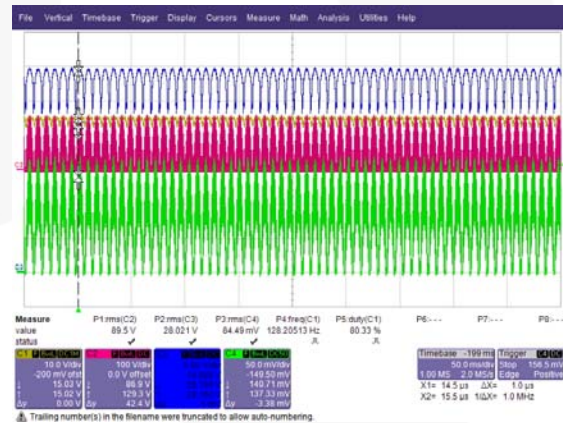 File Vertical Timebase Trigger Display Cursors Measure Math Analysis Utilities Help
Measure P1:rms(C2) P2:rms(C3) P3:rms(C4) P4:freq(C1) P5:duty(C1) P6:--- P7:--- P8:---
value 89.5 V 28.021 V 84.49 mV 128.20513 Hz 80.33 %
status
C1
10.0 V/div
-200 mV ofst
15.03 V
15.02 V
Δy 0.00 V
100 V/div
0.0 V offset
86.9 V
129.3 V
Δy 42.4 V
C4
50.0 mV/div
-149.50 mV
140.71 mV
137.33 mV
Δy -3.38 mV
Timebase -199 ms
50.0 ms/div
1.00 MS 2.0 MS/s
Trigger
Stop 156.5 mV
Edge Positive
X1= 14.5 µs ΔX= 1.0 µs
X2= 15.5 µs 1/ΔX= 1.0 MHz
Trailing number(s) in the filename were truncated to allow auto-numbering.